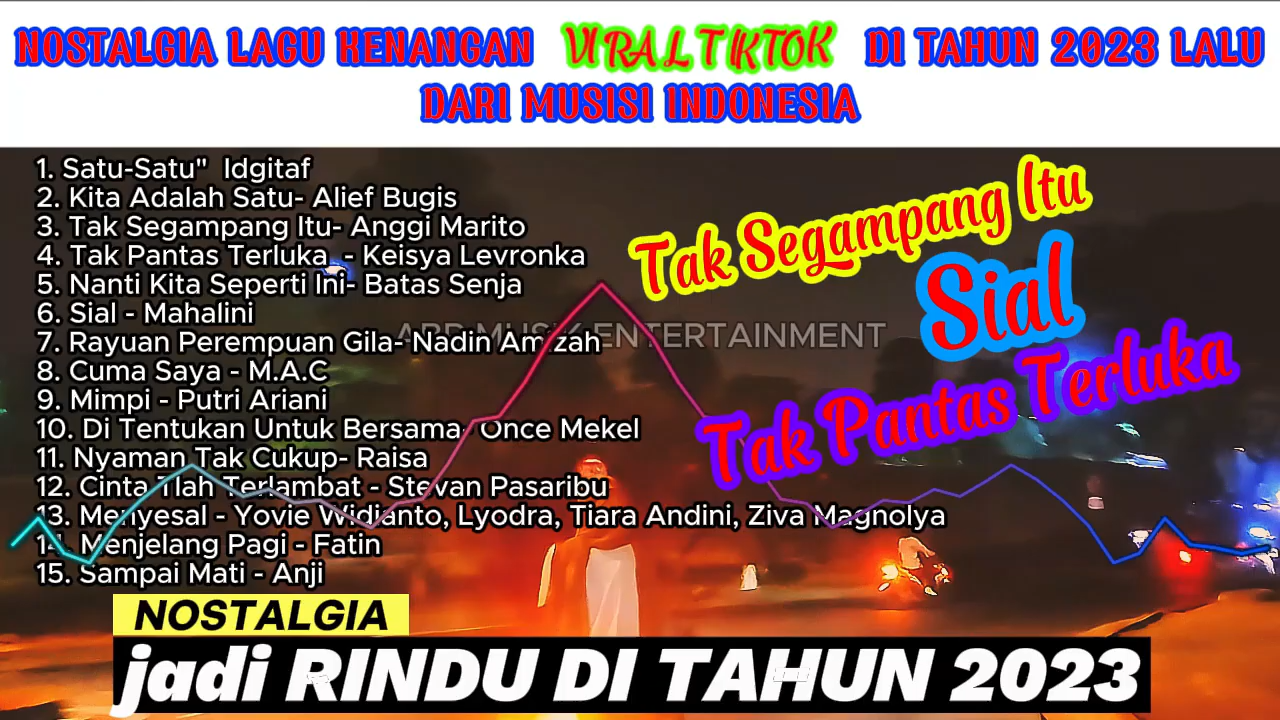 NOSTALGIA LAGU KENANGAN VIRAL TIKTOK DI TAHUN 2023 LALU
DARI MUSISI INDONESIA
1. Satu-Satu" Idgitaf
2. Kita Adalah Satu- Alief Bugis
3. Tak Segampang Itu- Anggi Marito
4. Tak Pantas Terluka - Keisya Levronka
5. Nanti Kita Seperti Ini- Batas Senja
6. Sial - Mahalini
7. Rayuan Perempuan Gila- Nadin Amizah
8. Cuma Saya - M.A.C
9. Mimpi - Putri Ariani
10. Di Tentukan Untuk Bersama- Once Mekel
11. Nyaman Tak Cukup- Raisa
12. Cinta Tlah Terlambat - Stevan Pasaribu
13. Menyesal - Yovie Widianto, Lyodra, Tiara Andini, Ziva Magnolya
14. Menjelang Pagi - Fatin
15. Sampai Mati - Anji
Tak Segampang Itu
Sial
Tak Pantas Terluka
MUSIK ENTERTAINMENT
NOSTALGIA
jadi RINDU DI TAHUN 2023